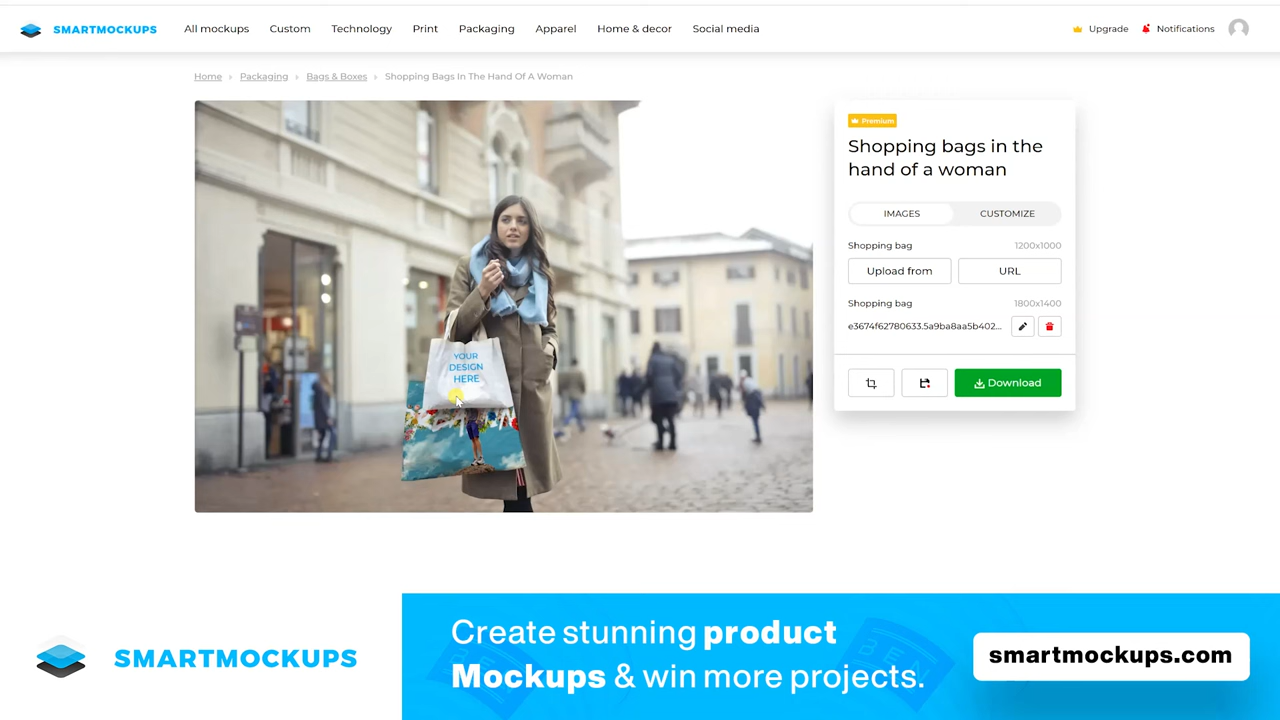 SMARTMOCKUPS All mockups Custom Technology Print Packaging Apparel Home & decor Social media Upgrade Notifications
Home Packaging Bags & Boxes Shopping Bags In The Hand Of A Woman
Premium
Shopping bags in the
hand of a woman
IMAGES CUSTOMIZE
Shopping bag 1200x1000
Upload from URL
Shopping bag 1800x1400
e3674f62780633.5a9ba8aa5b402...
Download
YOUR
DESIGN
HERE
SMARTMOCKUPS
Create stunning product
Mockups & win more projects.
smartmockups.com